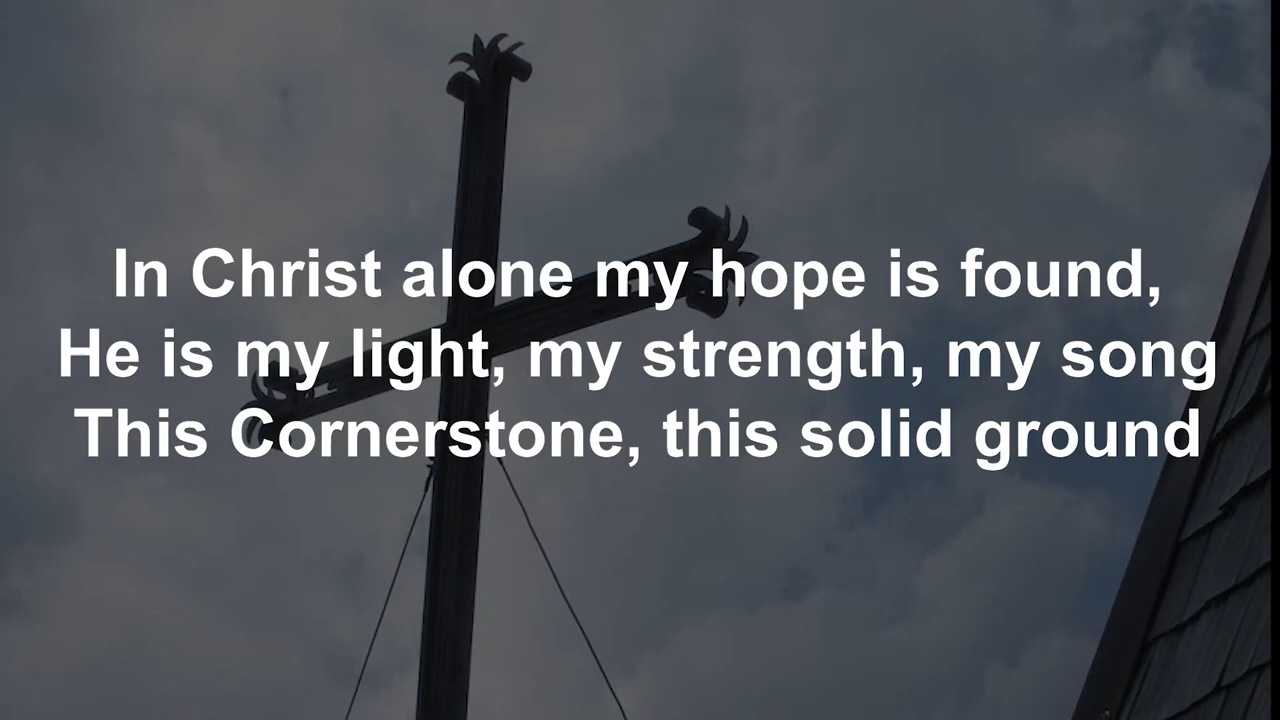 In Christ alone my hope is found,
He is my light, my strength, my song
This Cornerstone, this solid ground